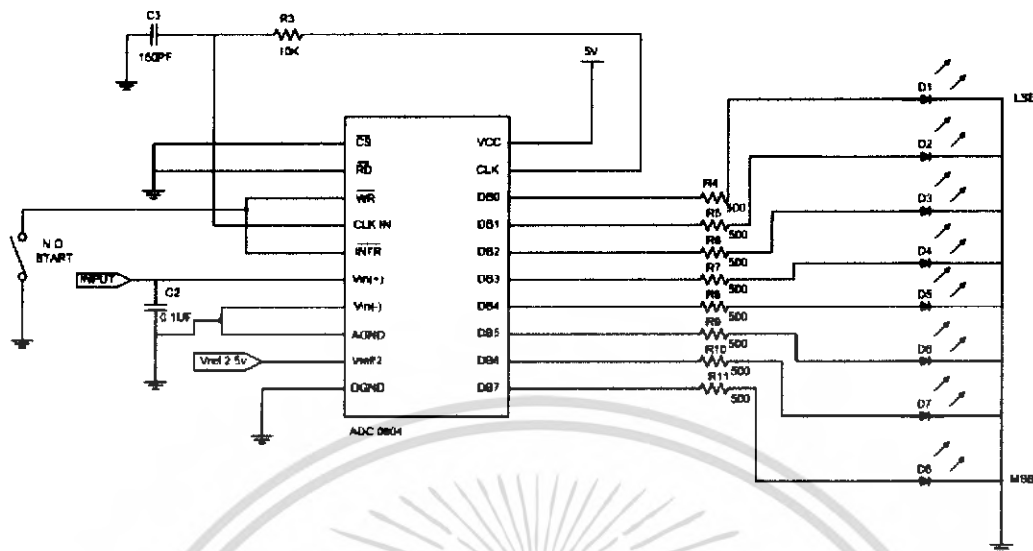 C3
150PF
R3
10K
5V
CS
RD
WR
CLK IN
INTR
Vin(+)
Vin(-)
AGND
Vref/2
DGND
VCC
CLK
DB0
DB1
DB2
DB3
DB4
DB5
DB6
DB7
ADC 0804
N.O
START
INPUT
C2
0.1UF
Vref 2.5v
R4
500
R5
500
R6
500
R7
500
R8
500
R9
500
R10
500
R11
500
D1
LSB
D2
D3
D4
D5
D6
D7
D8
MSB